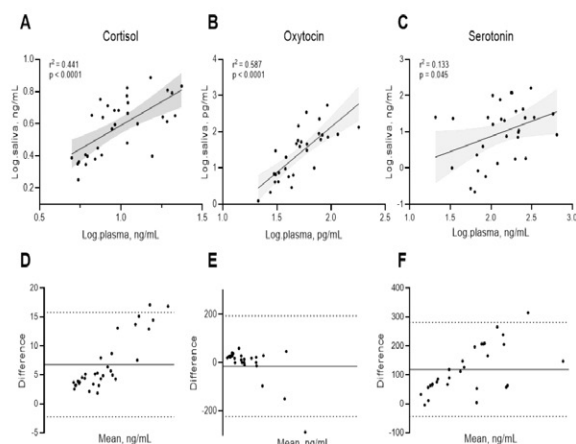 A
Cortisol
r² = 0.441
p < 0.0001
Log.saliva, ng/mL
1.0
0.8
0.6
0.4
0.2
0.5
1.0
1.5
Log.plasma, ng/mL
B
Oxytocin
r² = 0.587
p < 0.0001
Log.saliva, pg/mL
4
3
2
1
0
1.0
1.5
2.0
2.5
Log.plasma, pg/mL
C
Serotonin
r² = 0.133
p = 0.045
Log.saliva, ng/mL
3
2
1
0
-1
1.0
1.5
2.0
2.5
3.0
Log.plasma, ng/mL
D
Difference
20
15
10
5
0
-5
Mean, ng/mL
E
Difference
200
0
-200
Mean, ng/mL
F
Difference
400
300
200
100
0
-100
Mean, ng/mL